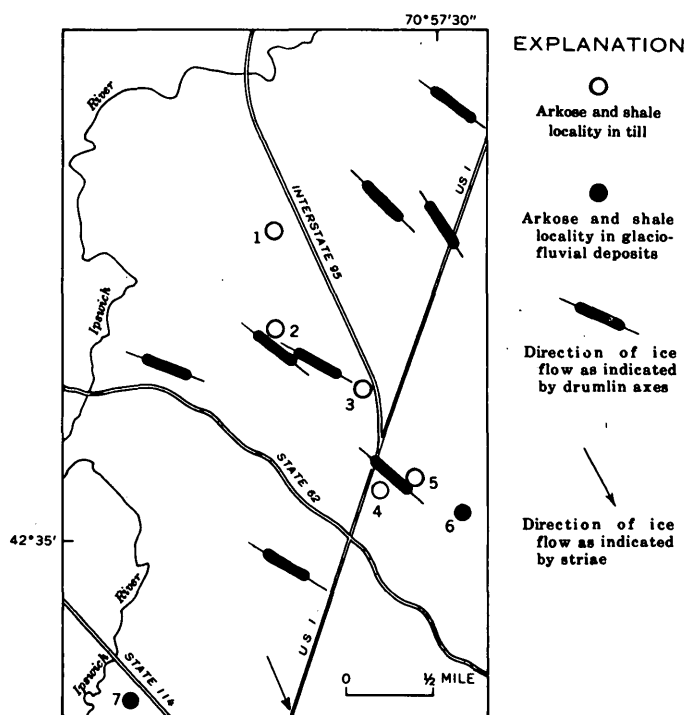 70°57'30"
EXPLANATION
Arkose and shale
locality in till
Arkose and shale
locality in glacio-
fluvial deposits
Direction of ice
flow as indicated
by drumlin axes
Direction of ice
flow as indicated
by striae
River
INTERSTATE 95
US 1
1
Ipswich
2
3
STATE 62
5
4
6
42°35'
River
US 1
0 ½ MILE
Ipswich
STATE 114
7